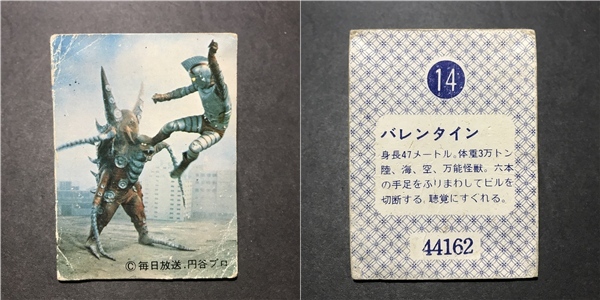 ©毎日放送、円谷プロ
14
バレンタイン
身長47メートル。体重3万トン
陸、海、空、万能怪獣。六本
の手足をふりまわしてビルを
切断する。聴覚にすぐれる。
44162